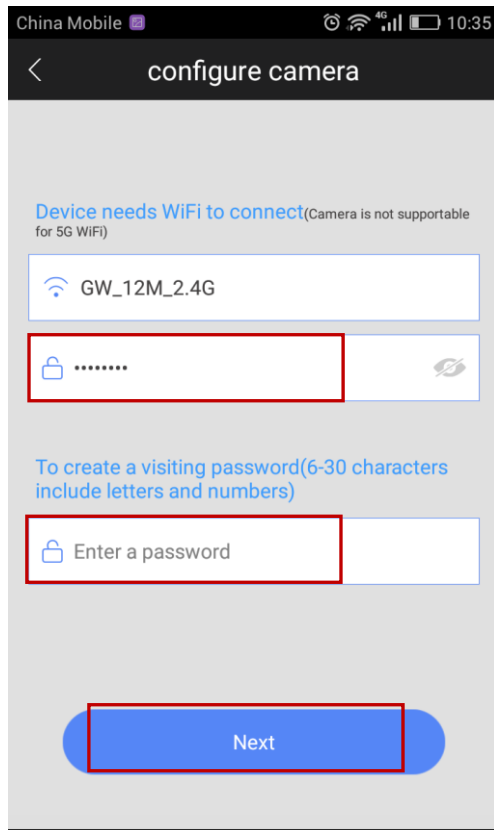 China Mobile 4G 10:35
configure camera
Device needs WiFi to connect(Camera is not supportable
for 5G WiFi)
GW_12M_2.4G
••••••••
To create a visiting password(6-30 characters
include letters and numbers)
Enter a password
Next